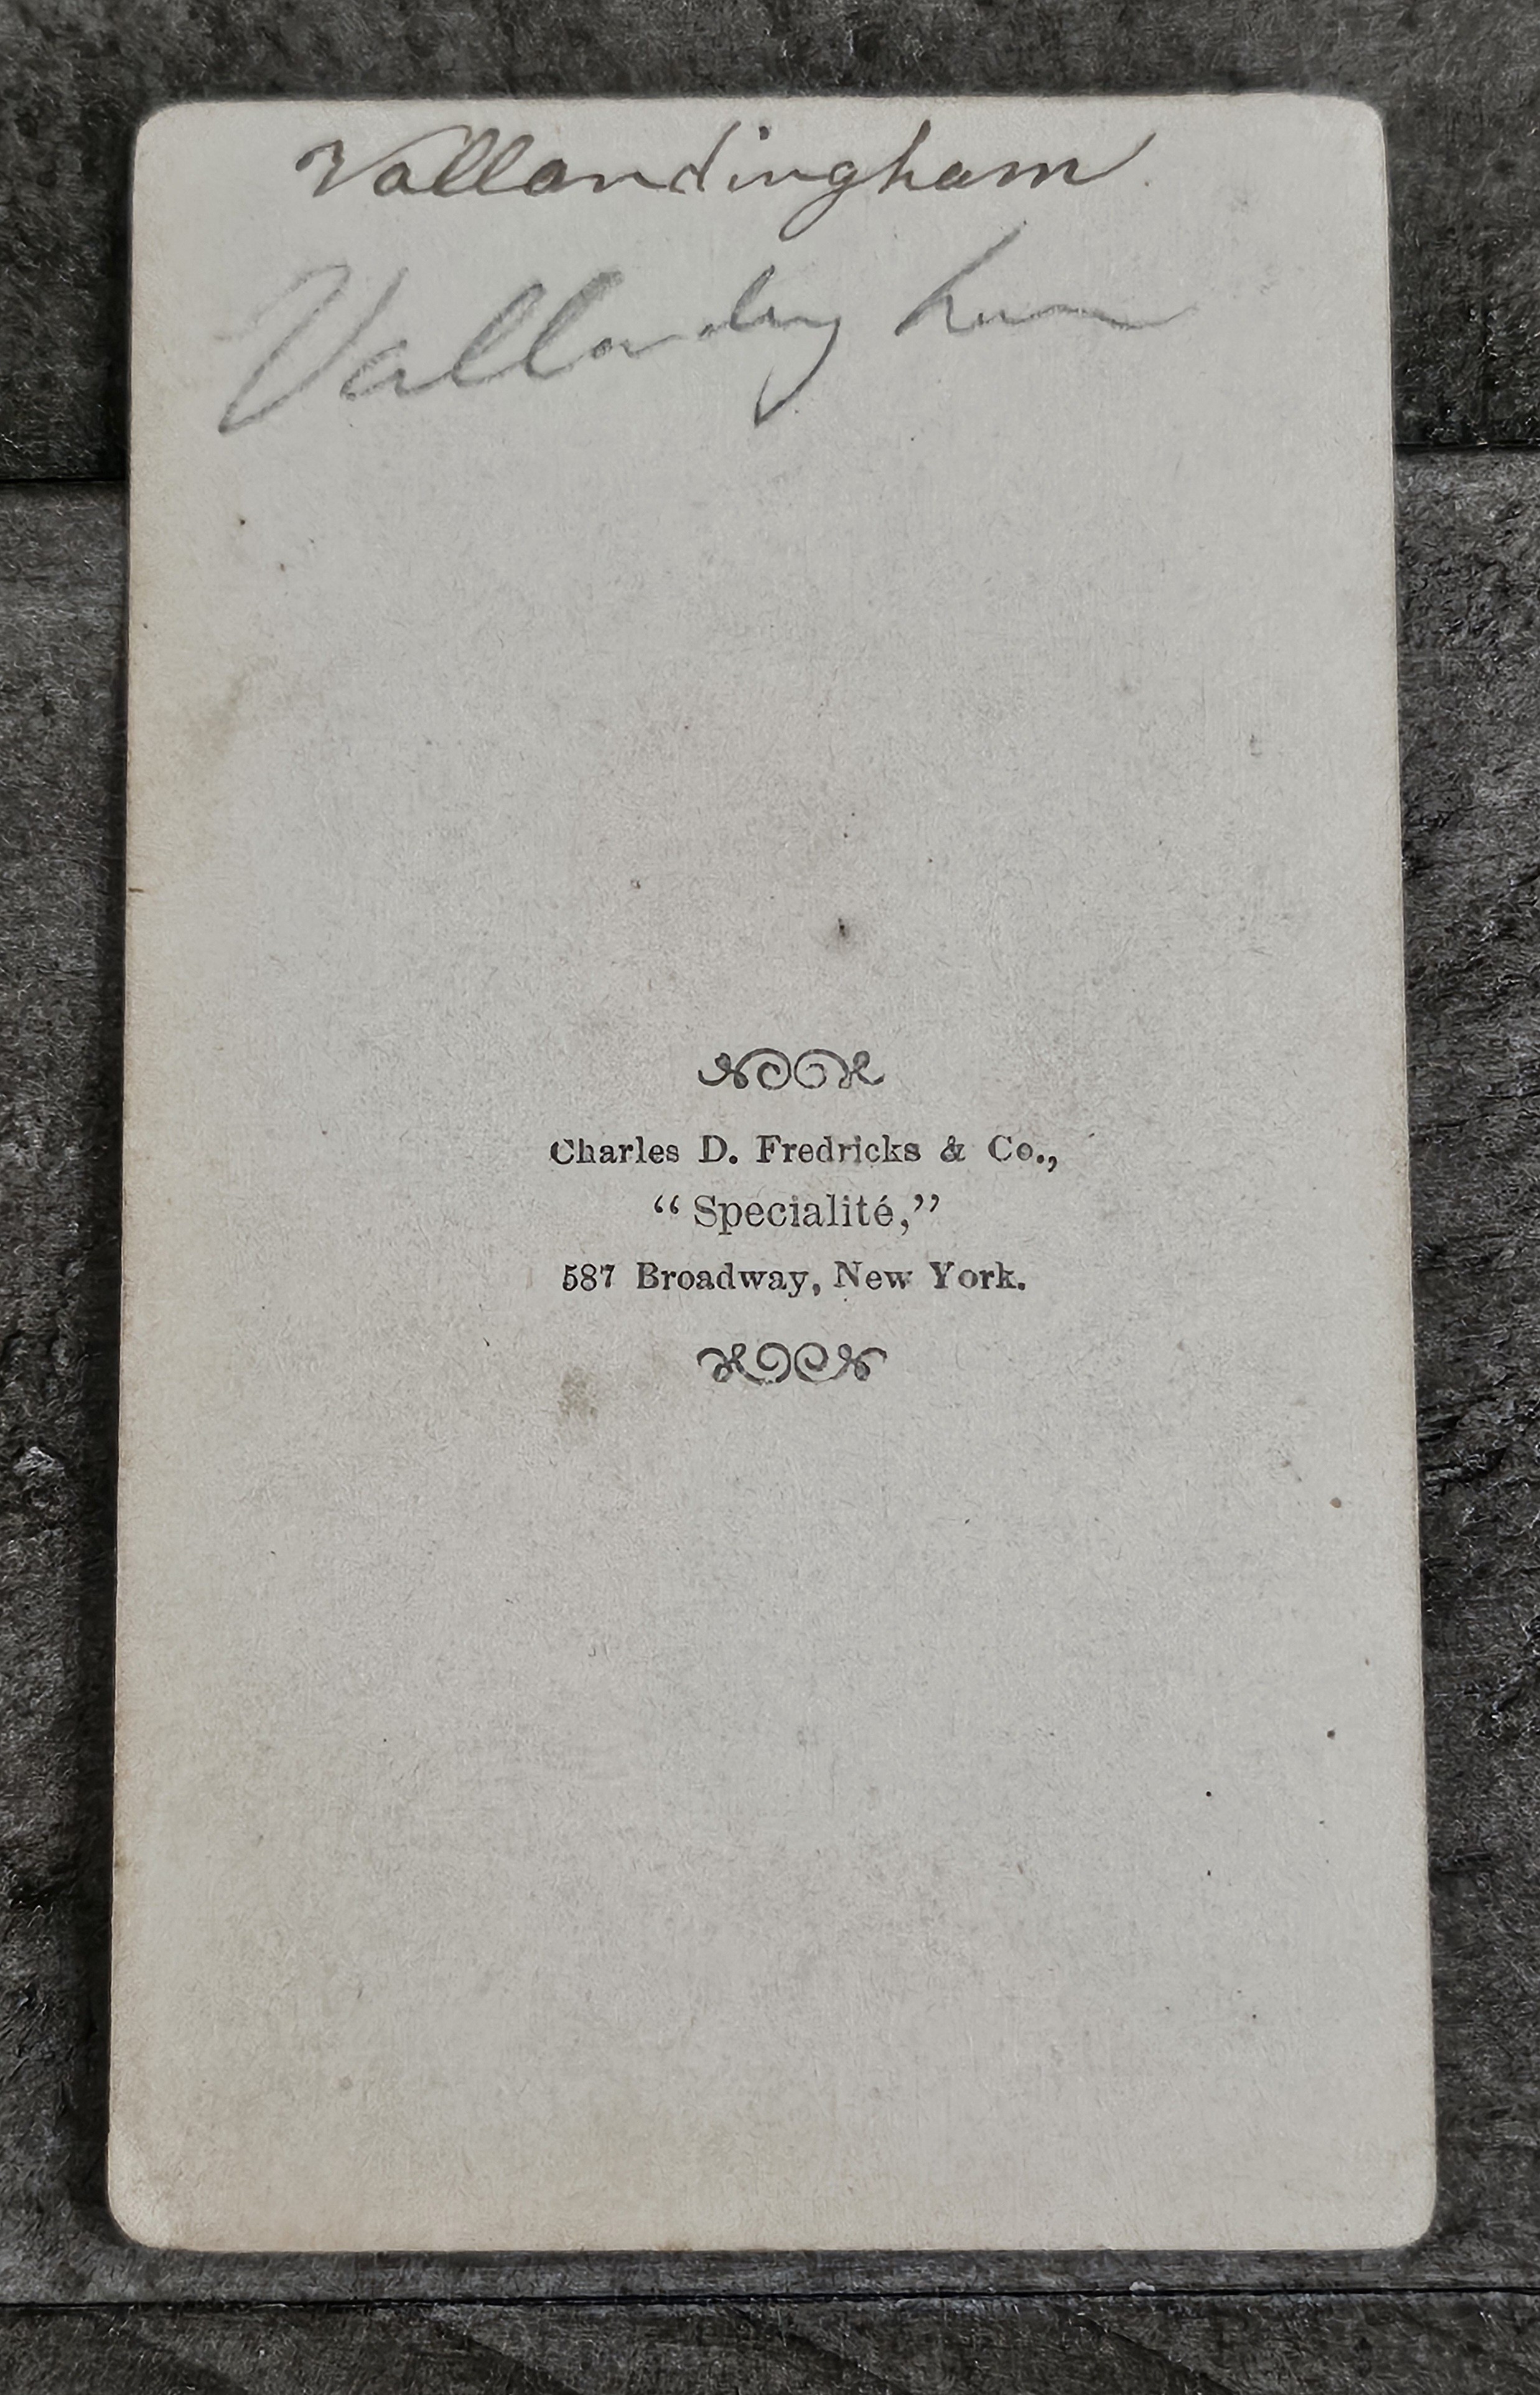 Vallandingham
Vallandingham
Charles D. Fredricks & Co.,
“Specialité,”
587 Broadway, New York.